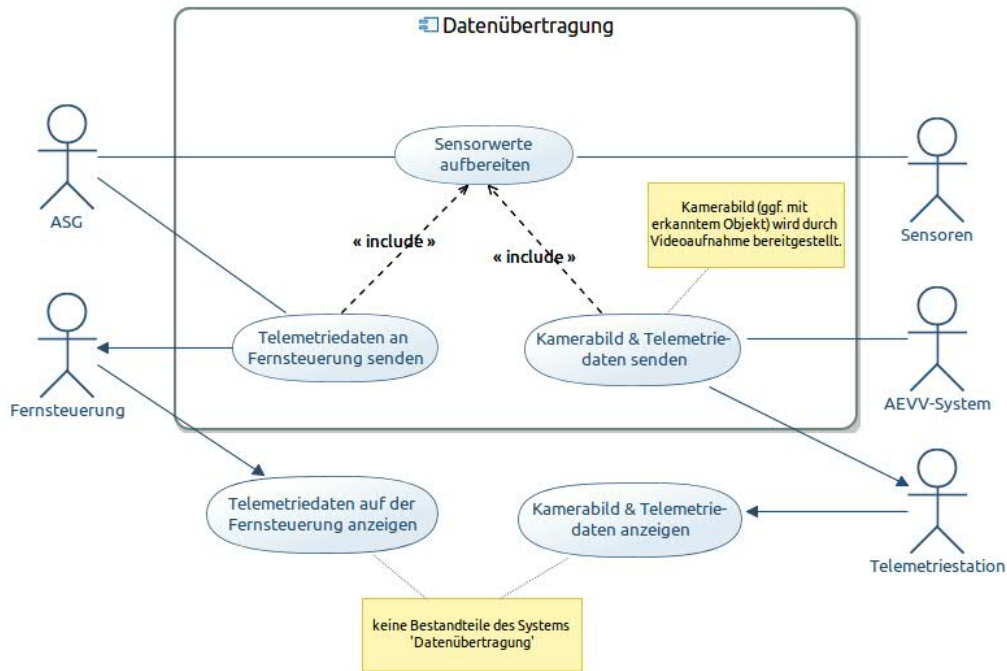 Datenübertragung
Sensorwerte
aufbereiten
ASG
Sensoren
Kamerabild (ggf. mit
erkanntem Objekt) wird durch
Videoaufnahme bereitgestellt.
« include »
« include »
Telemetriedaten an
Fernsteuerung senden
Kamerabild & Telemetrie-
daten senden
Fernsteuerung
AEVV-System
Telemetriedaten auf der
Fernsteuerung anzeigen
Kamerabild & Telemetrie-
daten anzeigen
Telemetriestation
keine Bestandteile des Systems
'Datenübertragung'